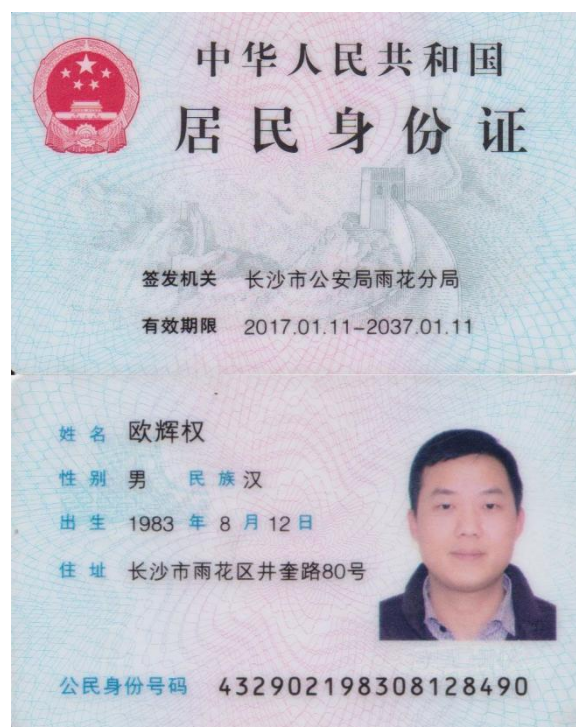 中华人民共和国
居民身份证
签发机关 长沙市公安局雨花分局
有效期限 2017.01.11-2037.01.11
姓名 欧辉权
性别 男 民族 汉
出生 1983 年 8 月 12 日
住址 长沙市雨花区井奎路80号
公民身份号码 432902198308128490